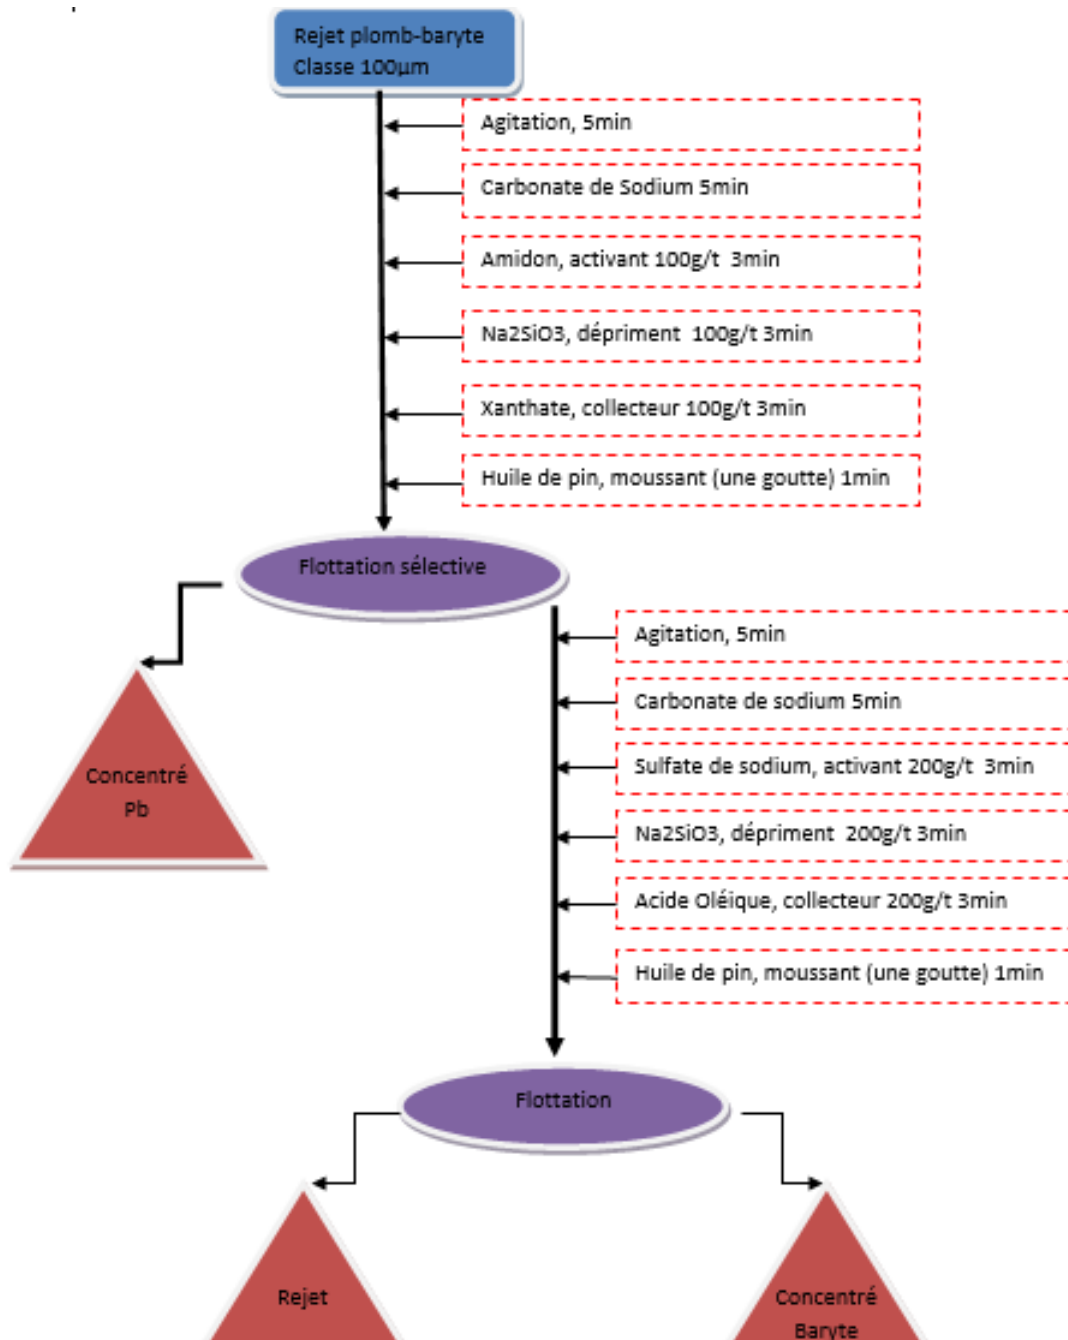 Rejet plomb-baryte
Classe 100µm
Agitation, 5min
Carbonate de Sodium 5min
Amidon, activant 100g/t  3min
Na2SiO3, dépriment  100g/t 3min
Xanthate, collecteur 100g/t 3min
Huile de pin, moussant (une goutte) 1min
Flottation sélective
Concentré
Pb
Agitation, 5min
Carbonate de sodium 5min
Sulfate de sodium, activant 200g/t  3min
Na2SiO3, dépriment  200g/t 3min
Acide Oléique, collecteur 200g/t 3min
Huile de pin, moussant (une goutte) 1min
Flottation
Rejet
Concentré
Baryte